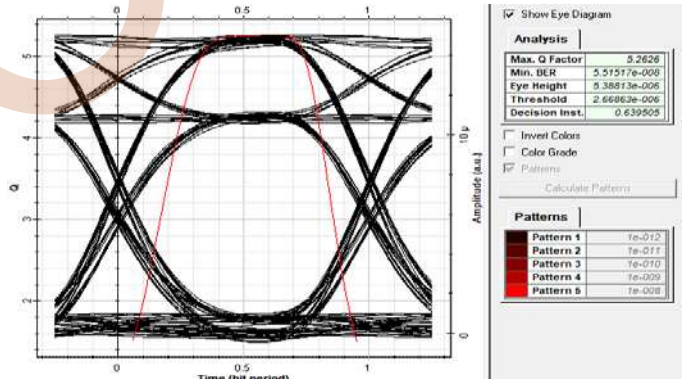 0 0.5 1
Show Eye Diagram
Analysis
Max. Q Factor 5.2626
Min. BER 5.51517e-008
Eye Height 5.38813e-006
Threshold 2.66863e-006
Decision Inst. 0.639505
Invert Colors
Color Grade
Patterns
Calculate Pattern
Patterns
Pattern 1 1e-012
Pattern 2 1e-011
Pattern 3 1e-010
Pattern 4 1e-009
Pattern 5 1e-008
5
4
3
2
Q
10 µ
0
Amplitude (a.u.)
0 0.5 1
Time (bit period)